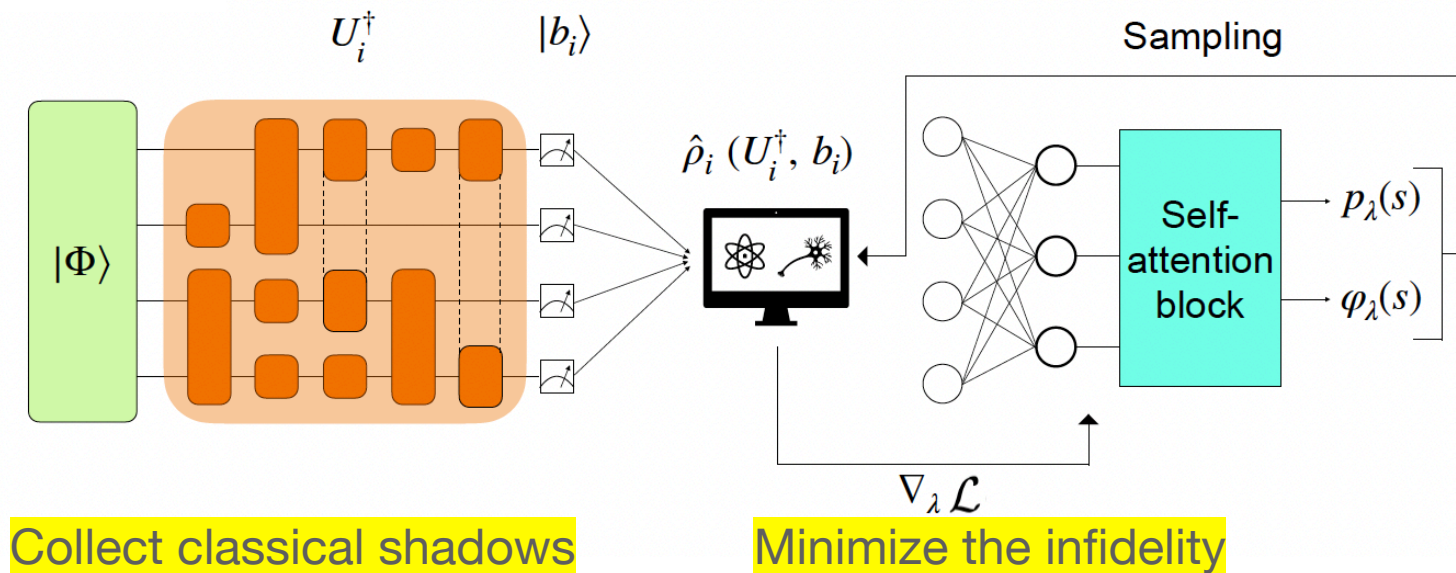 U_i^†
|b_i⟩
Sampling
|Φ⟩
ρ̂_i (U_i^†, b_i)
Self-
attention
block
p_λ(s)
φ_λ(s)
∇_λ ℒ
Collect classical shadows
Minimize the infidelity